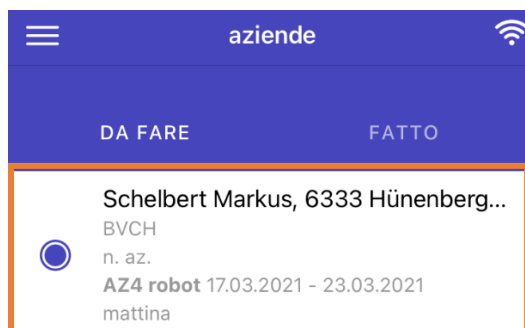 aziende
DA FARE FATTO
Schelbert Markus, 6333 Hünenberg...
BVCH
n. az.
AZ4 robot 17.03.2021 - 23.03.2021
mattina